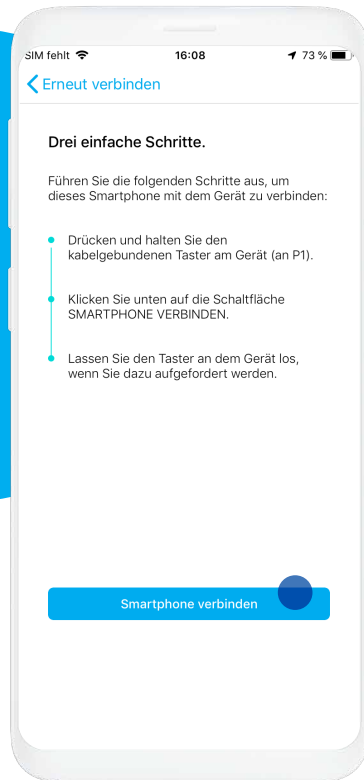 SIM fehlt 16:08 73 %
Erneut verbinden
Drei einfache Schritte.
Führen Sie die folgenden Schritte aus, um
dieses Smartphone mit dem Gerät zu verbinden:
Drücken und halten Sie den
kabelgebundenen Taster am Gerät (an P1).
Klicken Sie unten auf die Schaltfläche
SMARTPHONE VERBINDEN.
Lassen Sie den Taster an dem Gerät los,
wenn Sie dazu aufgefordert werden.
Smartphone verbinden